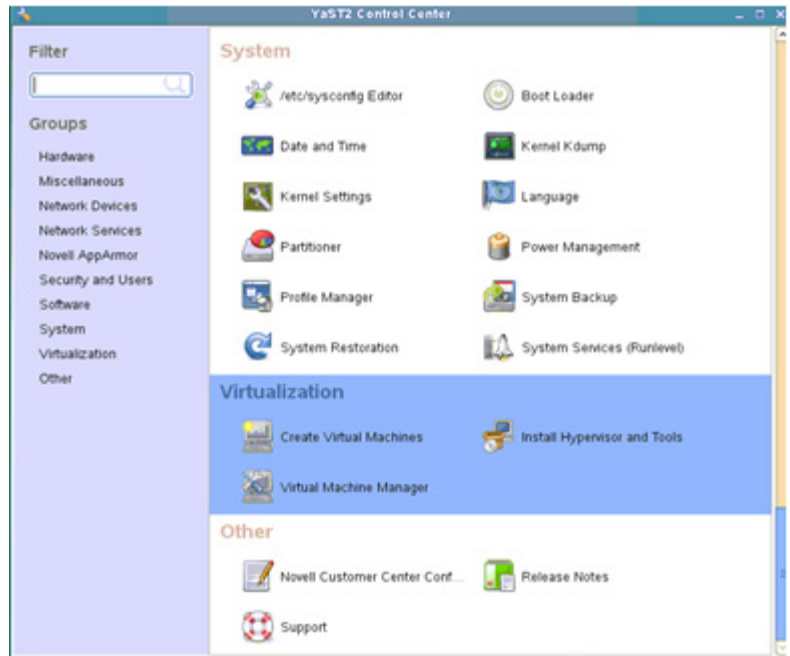 YaST2 Control Center
Filter
Groups
Hardware
Miscellaneous
Network Devices
Network Services
Novell AppArmor
Security and Users
Software
System
Virtualization
Other
System
/etc/sysconfig Editor
Boot Loader
Date and Time
Kernel Kdump
Kernel Settings
Language
Partitioner
Power Management
Profile Manager
System Backup
System Restoration
System Services (Runlevel)
Virtualization
Create Virtual Machines
Install Hypervisor and Tools
Virtual Machine Manager
Other
Novell Customer Center Conf...
Release Notes
Support